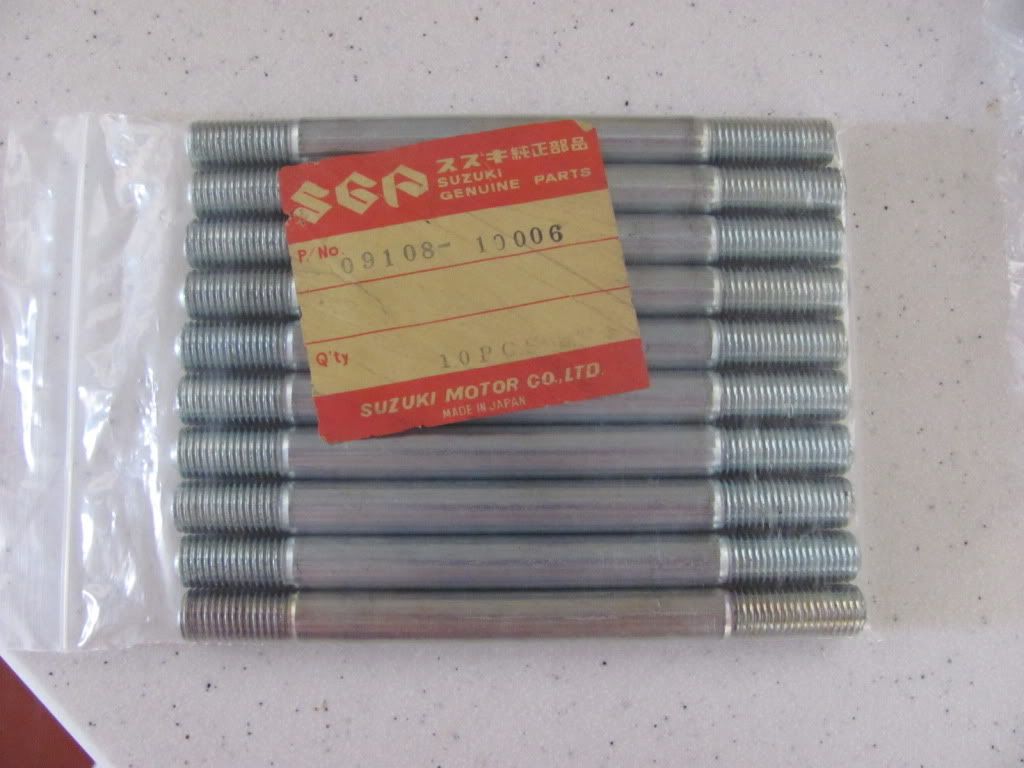 SGP スズキ純正部品
SUZUKI
GENUINE PARTS
P/No. 09108- 10006
Q'ty 10PCS
SUZUKI MOTOR CO.,LTD.
MADE IN JAPAN